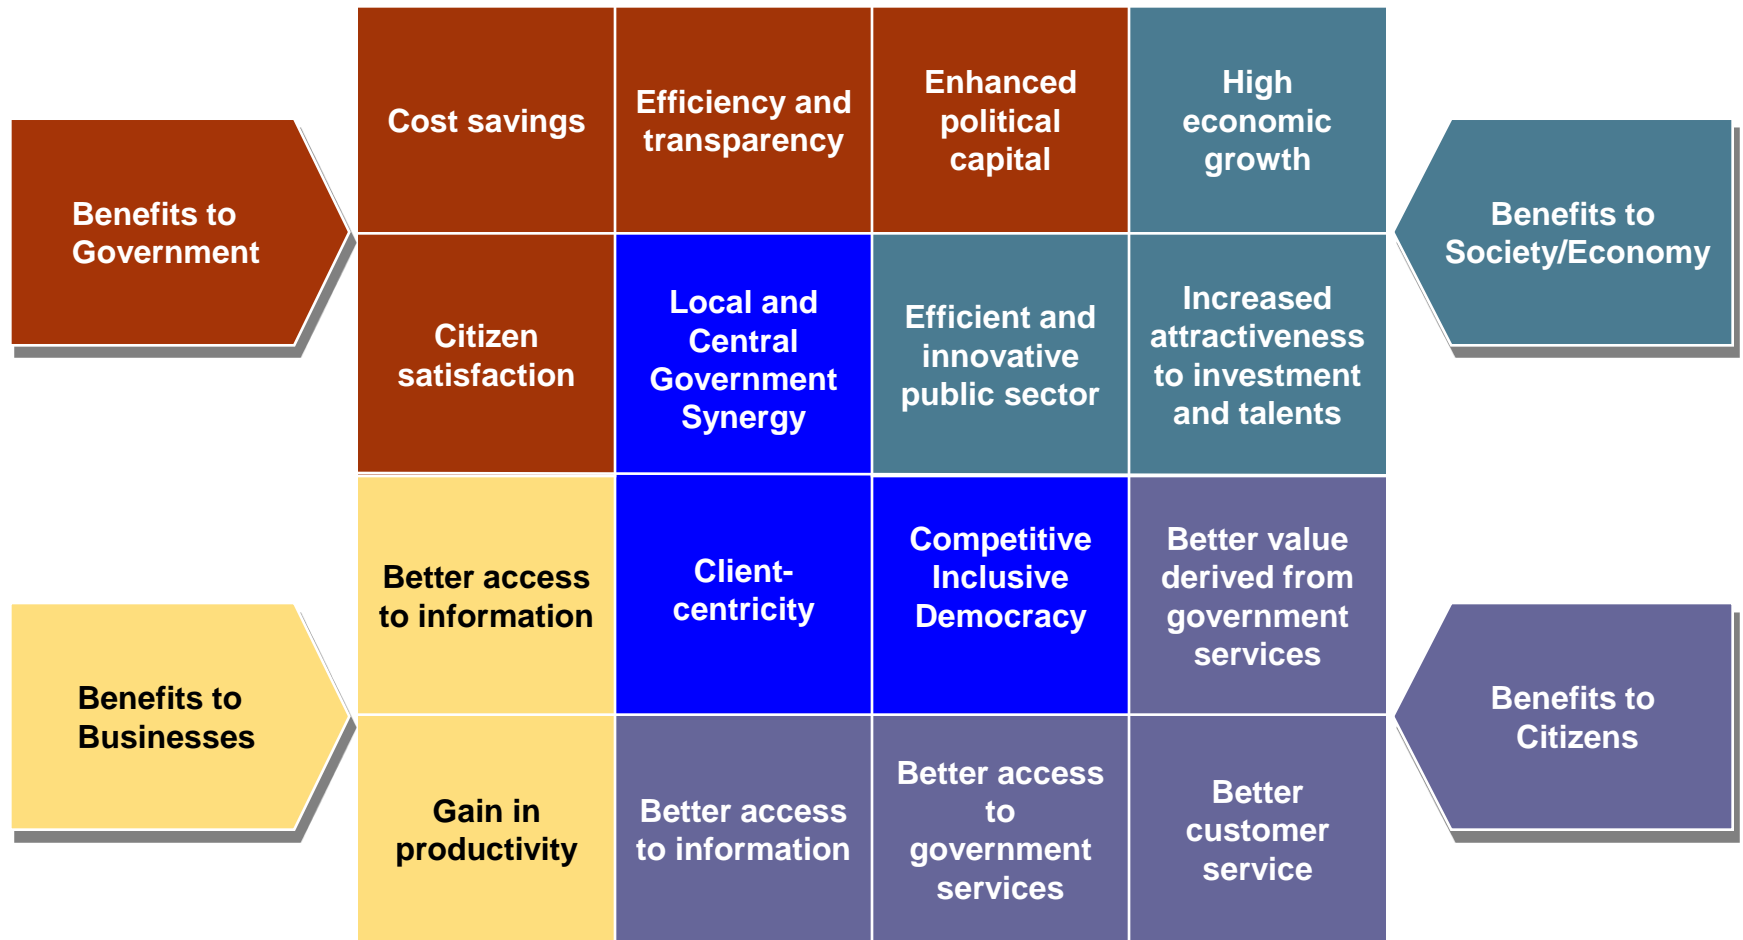 Benefits to
Government
Cost savings
Efficiency and
transparency
Enhanced
political
capital
High
economic
growth
Benefits to
Society/Economy
Citizen
satisfaction
Local and
Central
Government
Synergy
Efficient and
innovative
public sector
Increased
attractiveness
to investment
and talents
Benefits to
Businesses
Better access
to information
Client-
centricity
Competitive
Inclusive
Democracy
Better value
derived from
government
services
Benefits to
Citizens
Gain in
productivity
Better access
to information
Better access
to
government
services
Better
customer
service